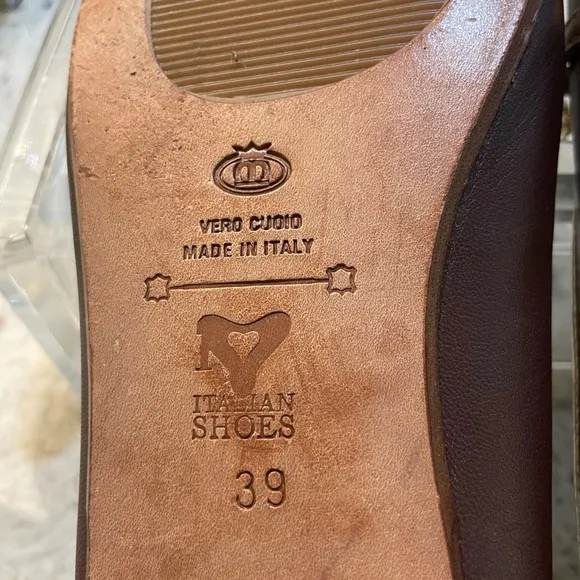 VERO CUOIO
MADE IN ITALY
ITALIAN
SHOES
39